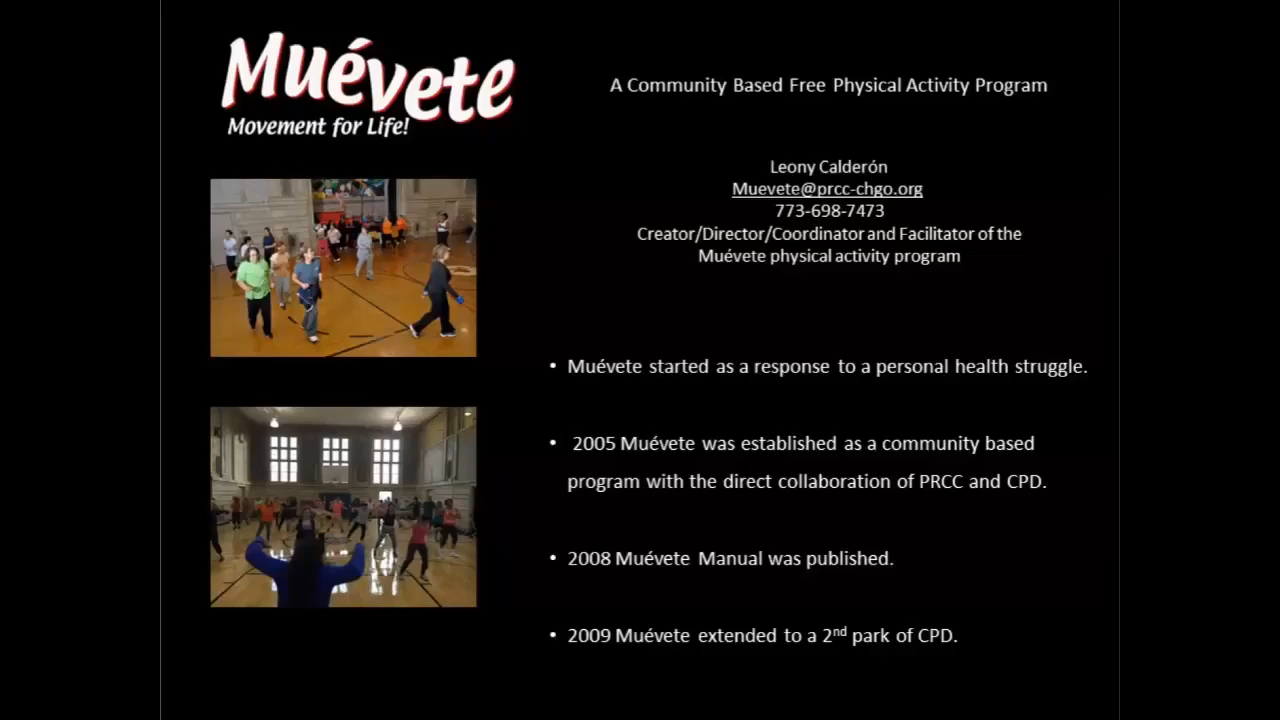 Muévete
Movement for Life!
A Community Based Free Physical Activity Program
Leony Calderón
Muevete@prcc-chgo.org
773-698-7473
Creator/Director/Coordinator and Facilitator of the
Muévete physical activity program
• Muévete started as a response to a personal health struggle.
• 2005 Muévete was established as a community based
program with the direct collaboration of PRCC and CPD.
• 2008 Muévete Manual was published.
• 2009 Muévete extended to a 2nd park of CPD.